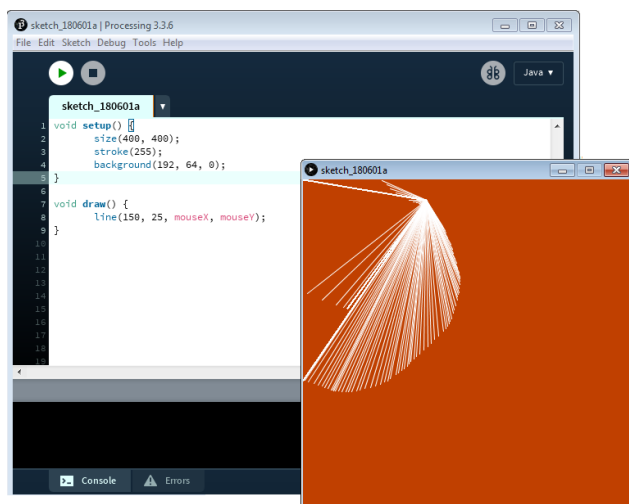 sketch_180601a | Processing 3.3.6
File Edit Sketch Debug Tools Help
Java ▾
sketch_180601a ▾
1 void setup() {
2 size(400, 400);
3 stroke(255);
4 background(192, 64, 0);
5 }
6
7 void draw() {
8 line(150, 25, mouseX, mouseY);
9 }
10
11
12
13
14
15
16
17
18
19
sketch_180601a
>_ Console
Errors